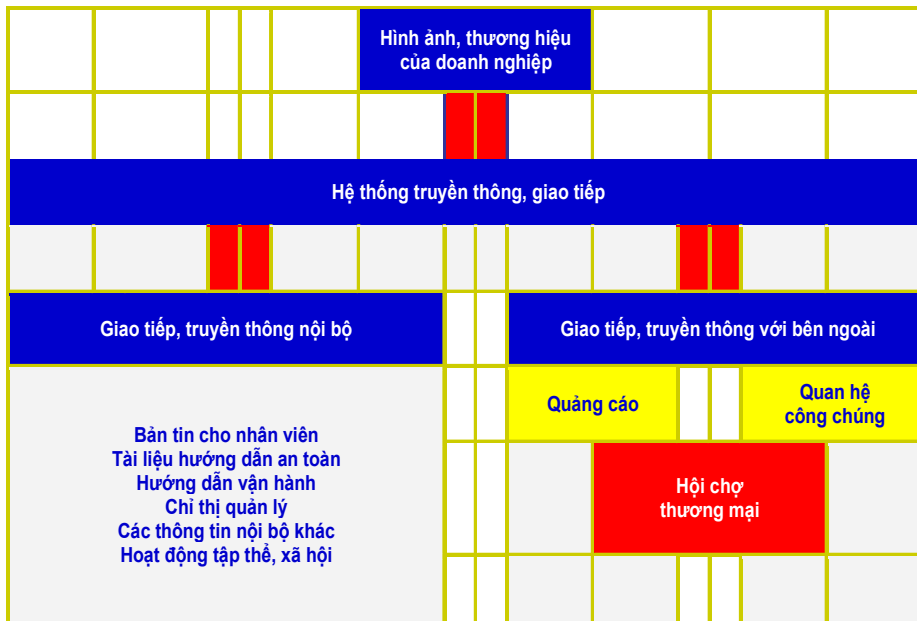 Hình ảnh, thương hiệu
của doanh nghiệp
Hệ thống truyền thông, giao tiếp
Giao tiếp, truyền thông nội bộ
Giao tiếp, truyền thông với bên ngoài
Quảng cáo
Quan hệ
công chúng
Bản tin cho nhân viên
Tài liệu hướng dẫn an toàn
Hướng dẫn vận hành
Chỉ thị quản lý
Các thông tin nội bộ khác
Hoạt động tập thể, xã hội
Hội chợ
thương mại